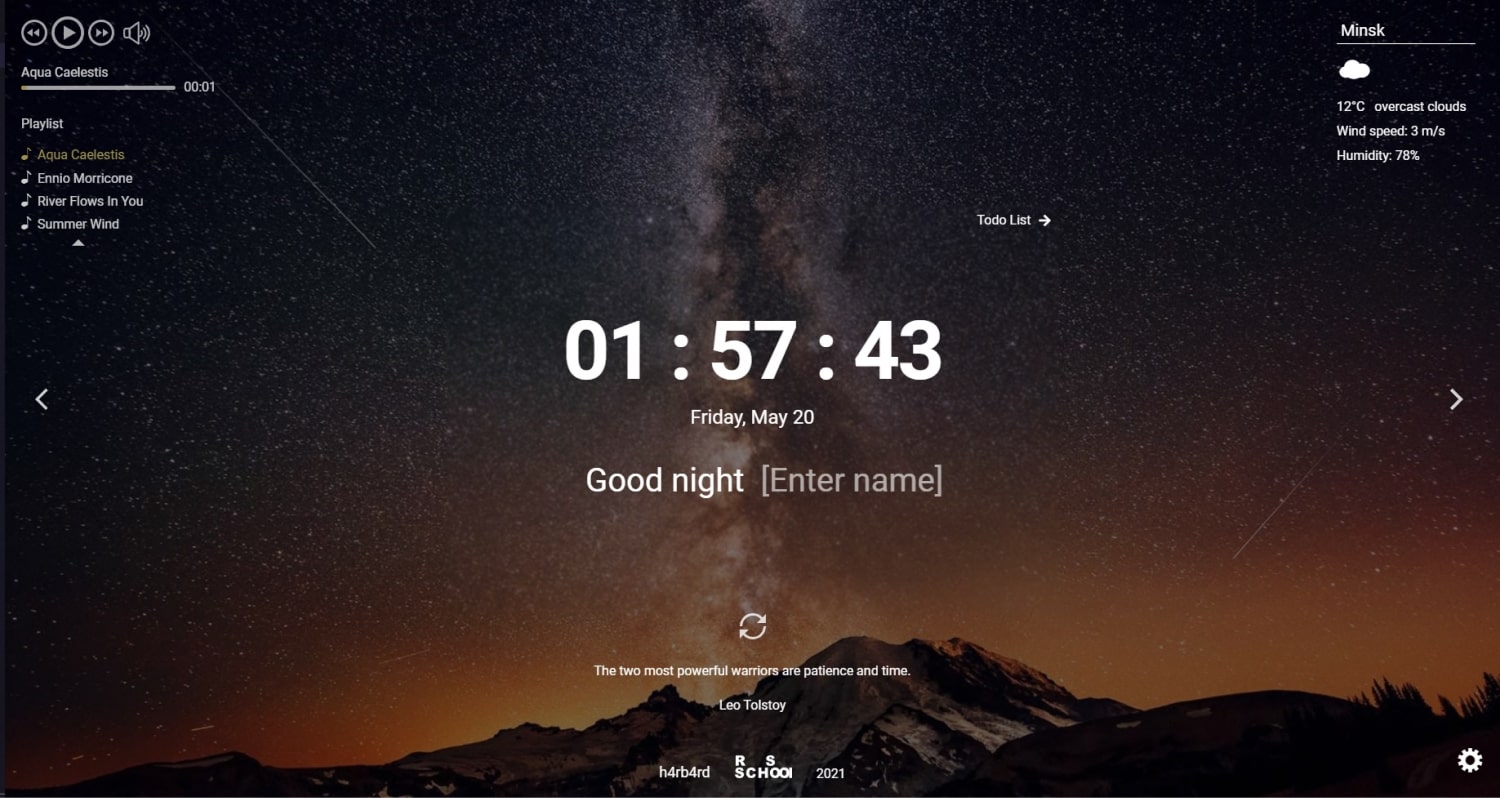 Aqua Caelestis
00:01
Playlist
Aqua Caelestis
Ennio Morricone
River Flows In You
Summer Wind
Minsk
12°C overcast clouds
Wind speed: 3 m/s
Humidity: 78%
Todo List
01 : 57 : 43
Friday, May 20
Good night [Enter name]
The two most powerful warriors are patience and time.
Leo Tolstoy
h4rb4rd
R S
SCHOOL
2021